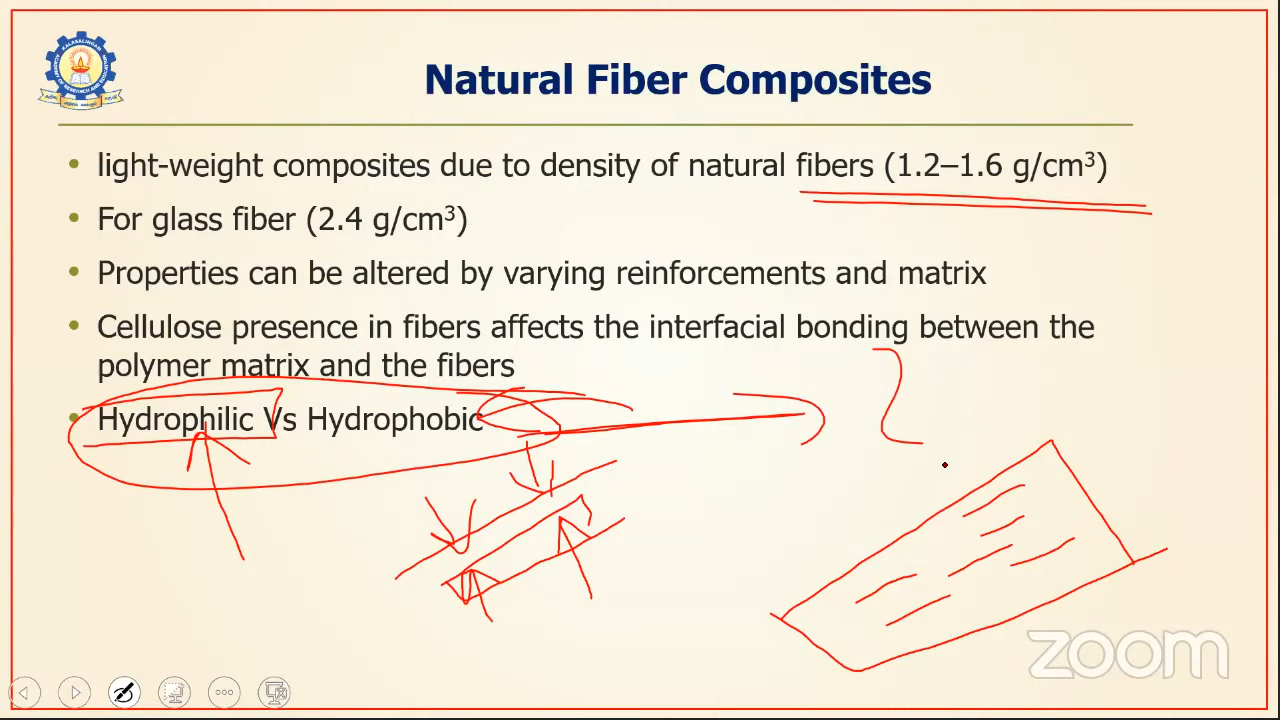 Natural Fiber Composites
light-weight composites due to density of natural fibers (1.2–1.6 g/cm³)
For glass fiber (2.4 g/cm³)
Properties can be altered by varying reinforcements and matrix
Cellulose presence in fibers affects the interfacial bonding between the
polymer matrix and the fibers
Hydrophilic Vs Hydrophobic
zoom